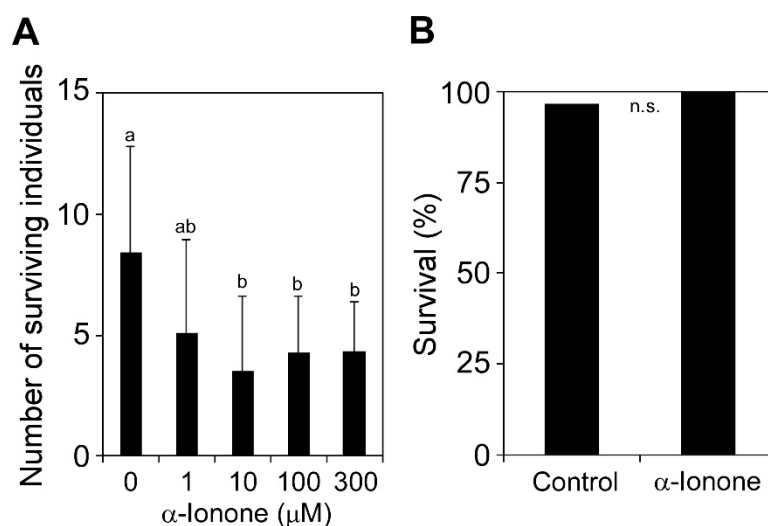 A
Number of surviving individuals
15
10
5
0
a
ab
b
b
b
0 1 10 100 300
α-Ionone (μM)
B
Survival (%)
100
75
50
25
0
n.s.
Control α-Ionone